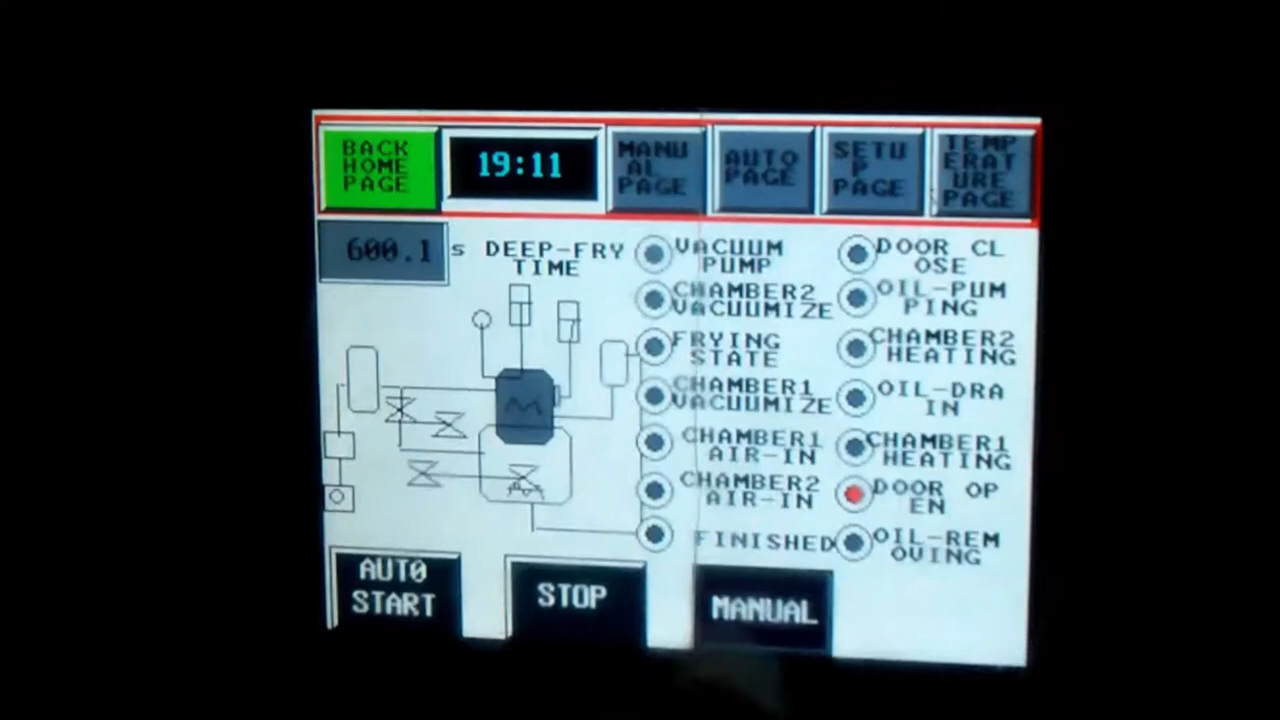 BACK
HOME
PAGE
19:11
MANU
AL
PAGE
AUTO
PAGE
SETU
P
PAGE
TEMP
ERAT
URE
PAGE
600.1 s DEEP-FRY
TIME
VACUUM
PUMP
DOOR CL
OSE
CHAMBER2
VACUUMIZE
OIL-PUM
PING
FRYING
STATE
CHAMBER2
HEATING
CHAMBER1
VACUUMIZE
OIL-DRA
IN
CHAMBER1
AIR-IN
CHAMBER1
HEATING
CHAMBER2
AIR-IN
DOOR OP
EN
FINISHED
OIL-REM
OVING
AUTO
START
STOP
MANUAL